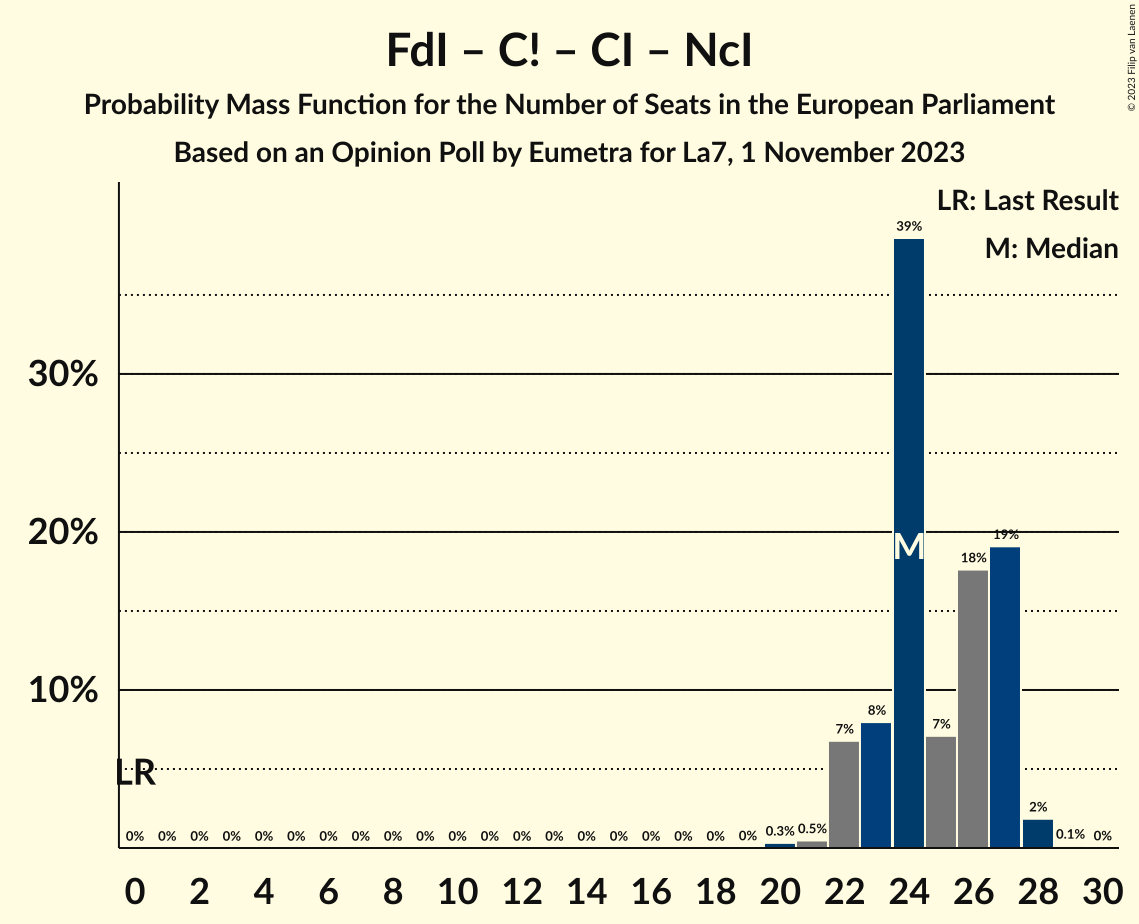 FdI – C! – CI – NcI
Probability Mass Function for the Number of Seats in the European Parliament
Based on an Opinion Poll by Eumetra for La7, 1 November 2023
© 2023 Filip van Laenen
LR: Last Result
M: Median
39%
30%
20%
19%
M
18%
10%
8%
7%
7%
LR
2%
0% 0% 0% 0% 0% 0% 0% 0% 0% 0% 0% 0% 0% 0% 0% 0% 0% 0% 0% 0% 0.3% 0.5% 0.1% 0%
0 2 4 6 8 10 12 14 16 18 20 22 24 26 28 30